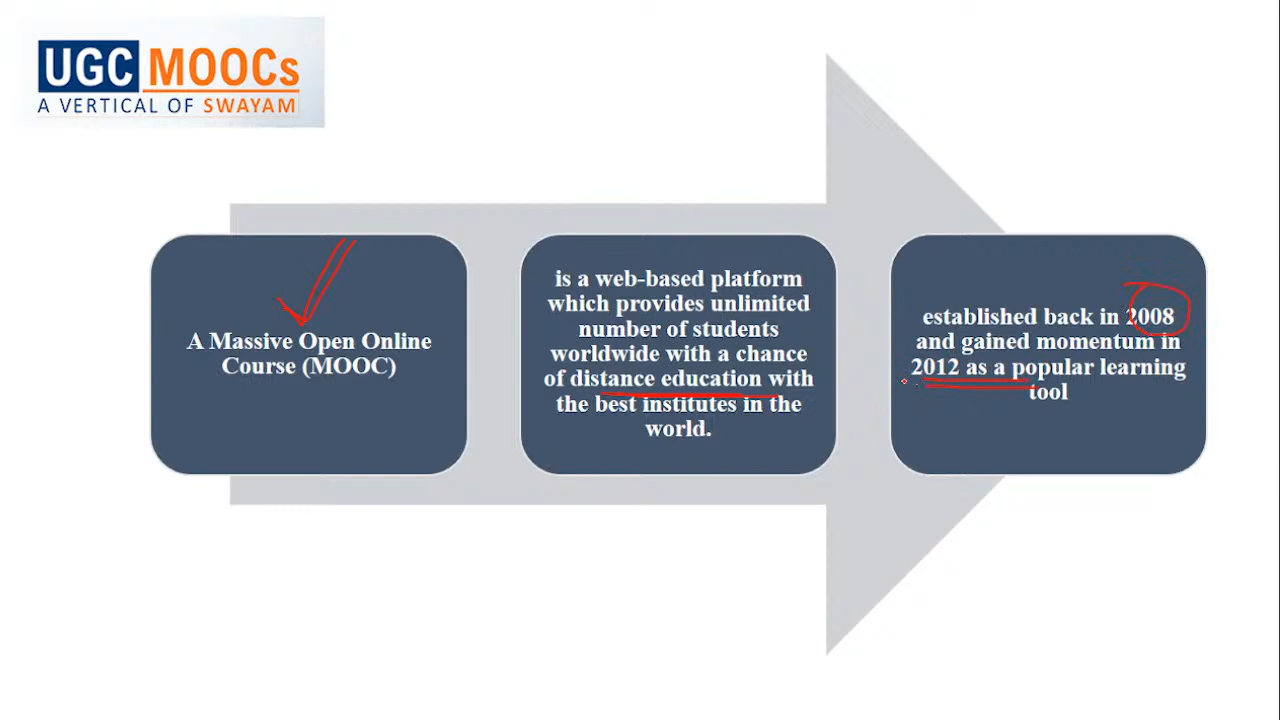 UGC MOOCs
A VERTICAL OF SWAYAM
A Massive Open Online
Course (MOOC)
is a web-based platform
which provides unlimited
number of students
worldwide with a chance
of distance education with
the best institutes in the
world.
established back in 2008
and gained momentum in
2012 as a popular learning
tool